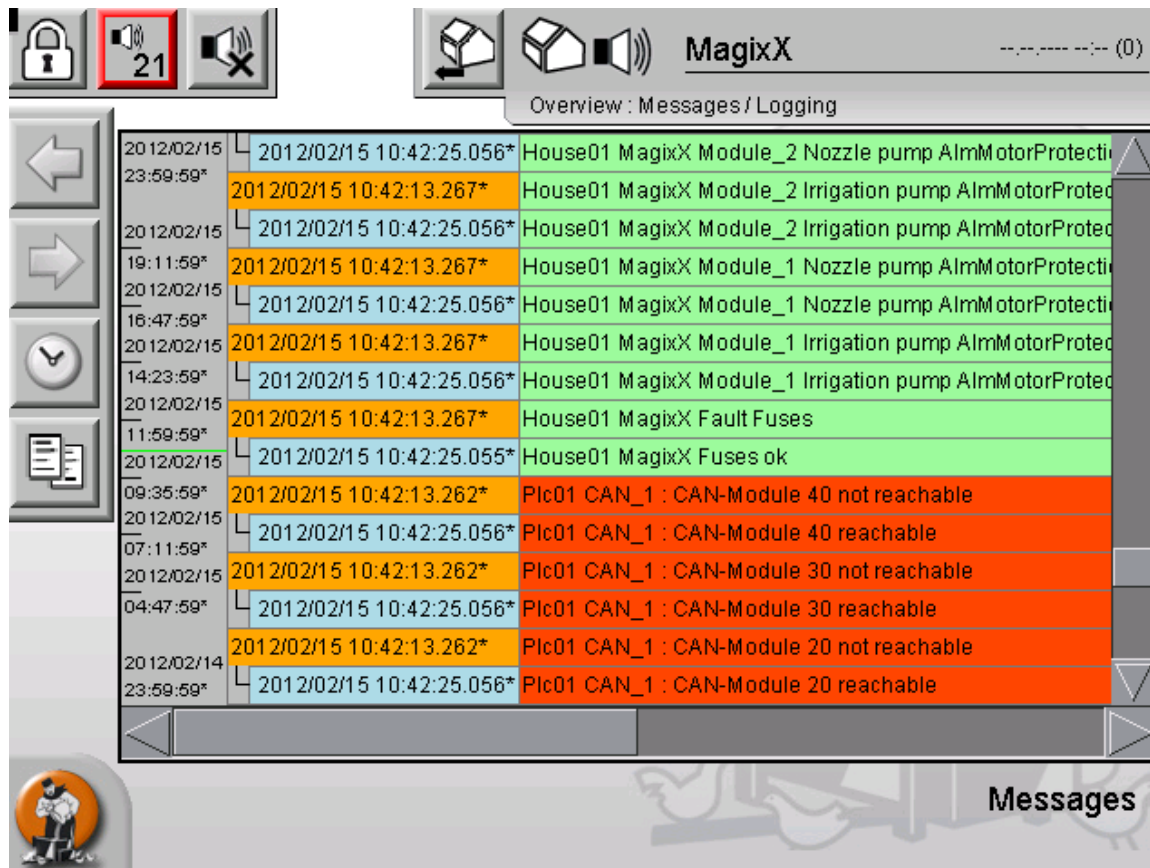 21
MagixX
--.--.---- --:-- (0)
Overview : Messages / Logging
2012/02/15
23:59:59*
2012/02/15
19:11:59*
2012/02/15
16:47:59*
2012/02/15
14:23:59*
2012/02/15
11:59:59*
2012/02/15
09:35:59*
2012/02/15
07:11:59*
2012/02/15
04:47:59*
2012/02/14
23:59:59*
2012/02/15 10:42:25.056* House01 MagixX Module_2 Nozzle pump AlmMotorProtecti
2012/02/15 10:42:13.267* House01 MagixX Module_2 Irrigation pump AlmMotorProtec
2012/02/15 10:42:25.056* House01 MagixX Module_2 Irrigation pump AlmMotorProtec
2012/02/15 10:42:13.267* House01 MagixX Module_1 Nozzle pump AlmMotorProtecti
2012/02/15 10:42:25.056* House01 MagixX Module_1 Nozzle pump AlmMotorProtecti
2012/02/15 10:42:13.267* House01 MagixX Module_1 Irrigation pump AlmMotorProtec
2012/02/15 10:42:25.056* House01 MagixX Module_1 Irrigation pump AlmMotorProtec
2012/02/15 10:42:13.267* House01 MagixX Fault Fuses
2012/02/15 10:42:25.055* House01 MagixX Fuses ok
2012/02/15 10:42:13.262* Plc01 CAN_1 : CAN-Module 40 not reachable
2012/02/15 10:42:25.056* Plc01 CAN_1 : CAN-Module 40 reachable
2012/02/15 10:42:13.262* Plc01 CAN_1 : CAN-Module 30 not reachable
2012/02/15 10:42:25.056* Plc01 CAN_1 : CAN-Module 30 reachable
2012/02/15 10:42:13.262* Plc01 CAN_1 : CAN-Module 20 not reachable
2012/02/15 10:42:25.056* Plc01 CAN_1 : CAN-Module 20 reachable
Messages